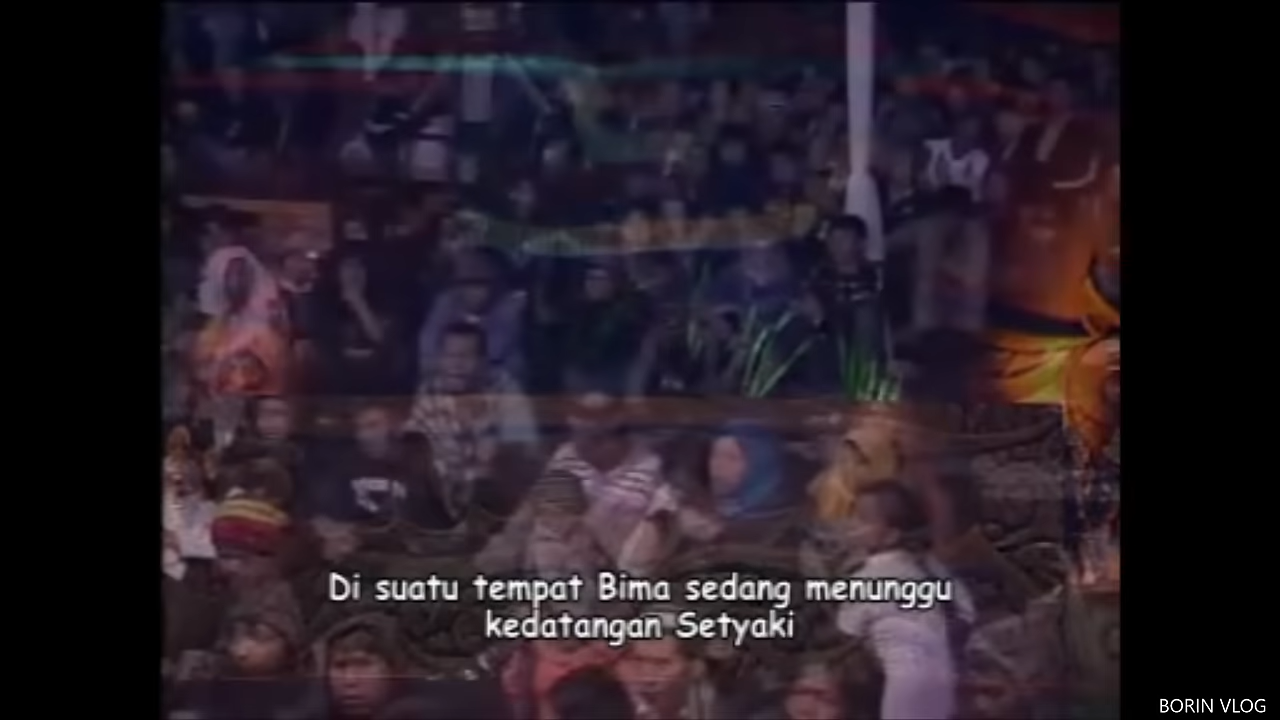 Di suatu tempat Bima sedang menunggu
kedatangan Setyaki
BORIN VLOG